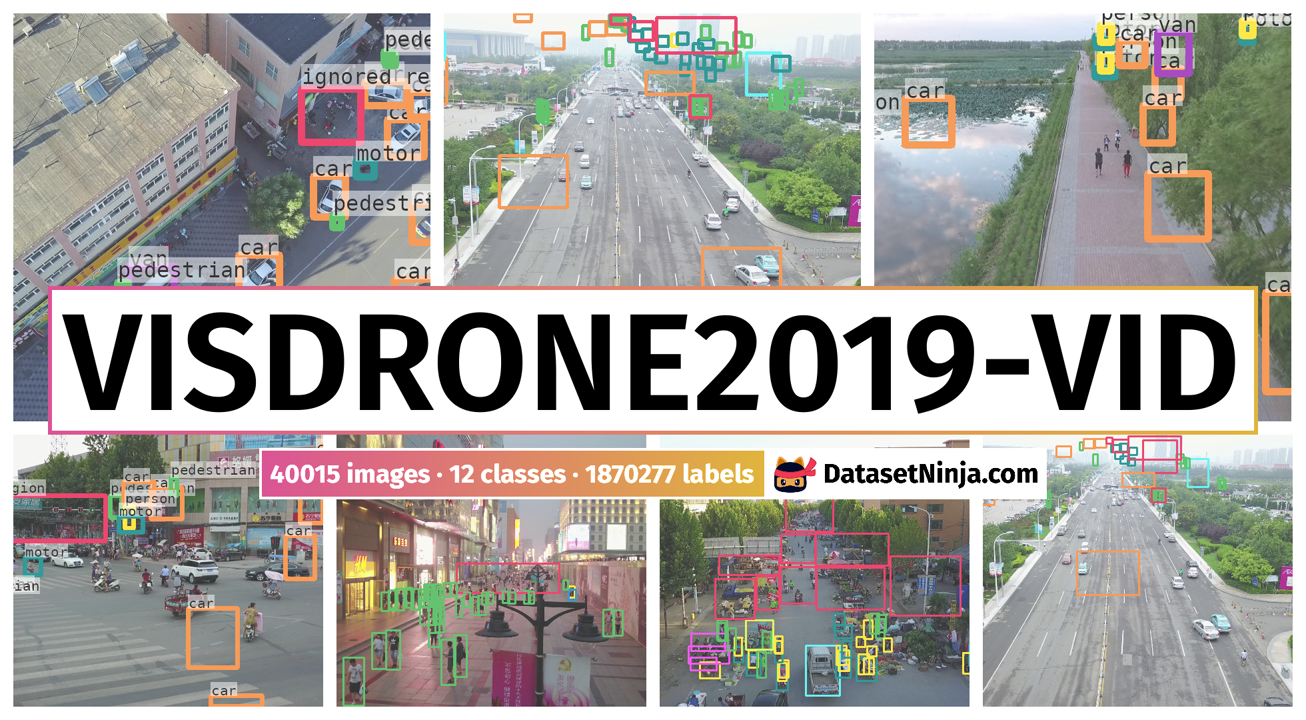 pede
ignored re
ca
motor
car
pedestri
van
car
pedestrian
car
car
on
person
car
van
car
car
ca
VISDRONE2019-VID
40015 images · 12 classes · 1870277 labels
DatasetNinja.com
pedestrian
car
gion
person
motor
car
motor
ian
car
car